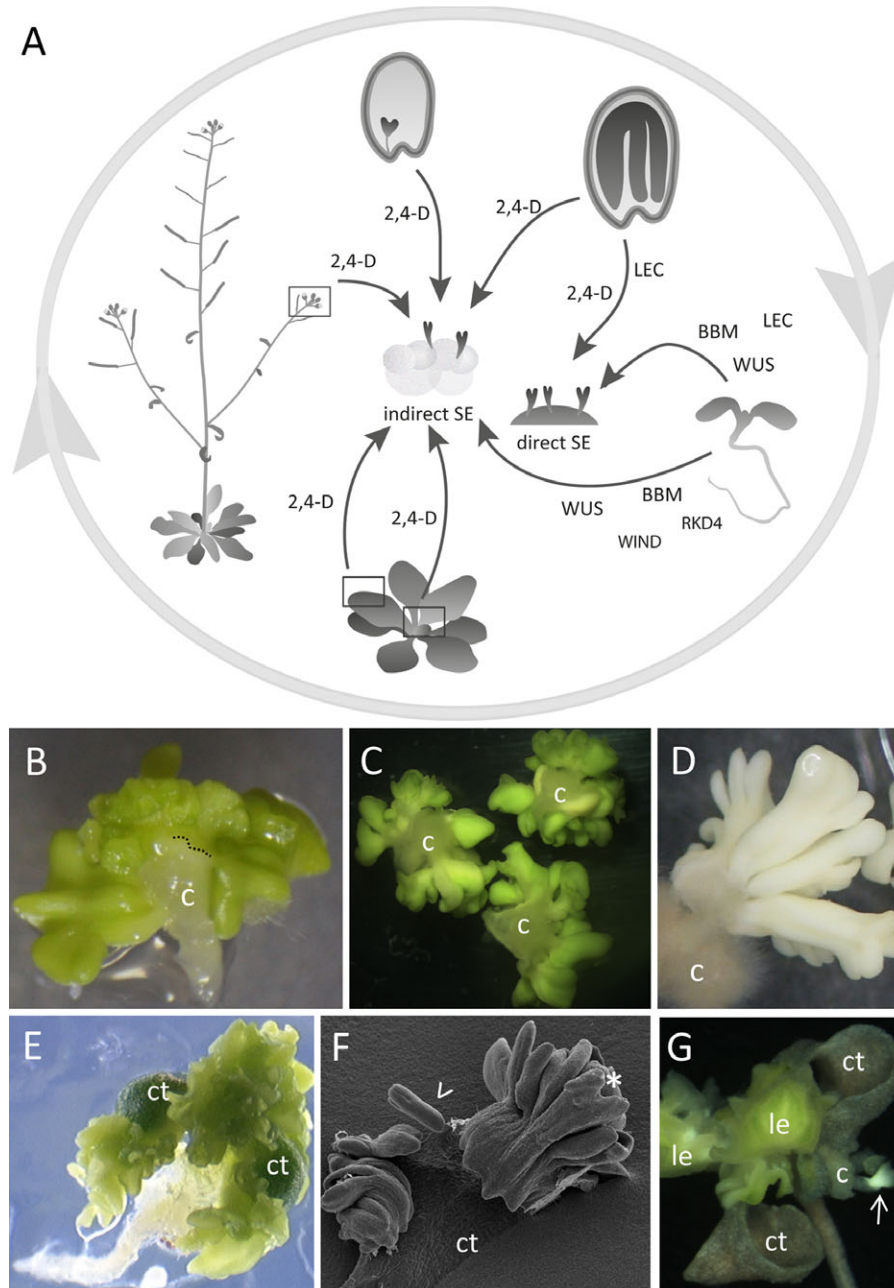 A
2,4-D
2,4-D
2,4-D
LEC
2,4-D
BBM
LEC
WUS
indirect SE
direct SE
2,4-D
2,4-D
WUS
BBM
RKD4
WIND
B
c
C
c
c
c
D
c
E
ct
ct
F
>
*
ct
G
ct
le
le
c
ct